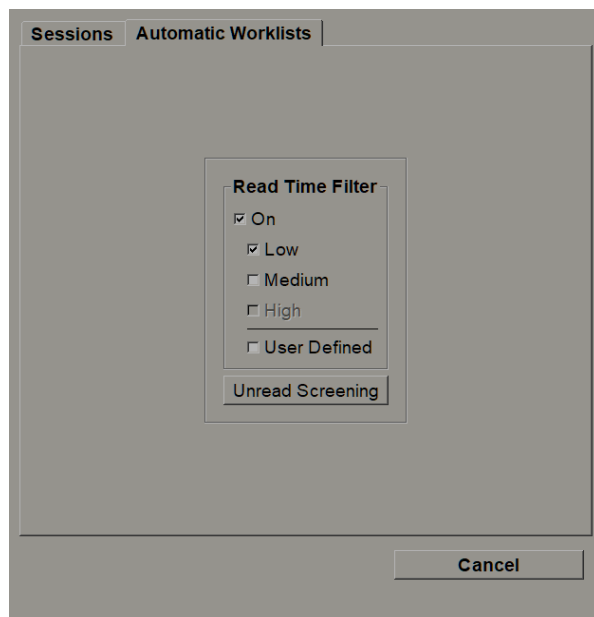 Sessions Automatic Worklists
Read Time Filter
On
Low
Medium
High
User Defined
Unread Screening
Cancel